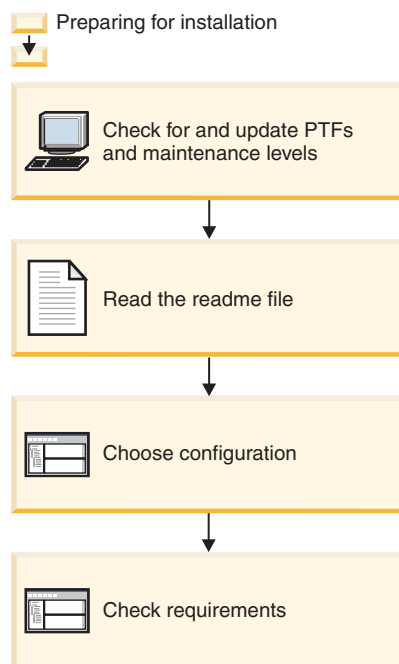 Preparing for installation
Check for and update PTFs
and maintenance levels
Read the readme file
Choose configuration
Check requirements